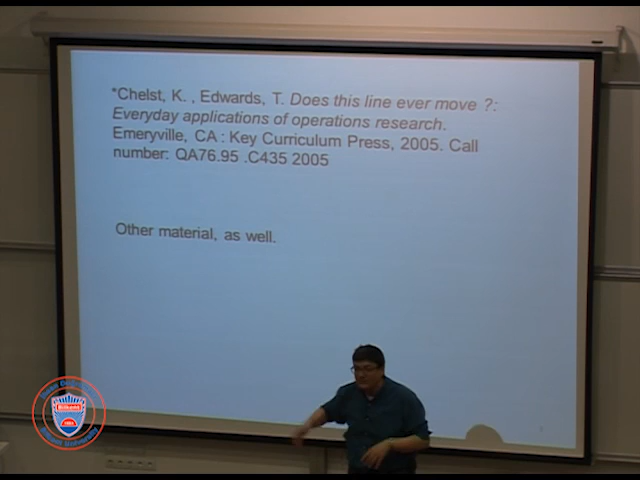 *Chelst, K. , Edwards, T. Does this line ever move ?:
Everyday applications of operations research.
Emeryville, CA : Key Curriculum Press, 2005. Call
number: QA76.95 .C435 2005
Other material, as well.
Bilkent